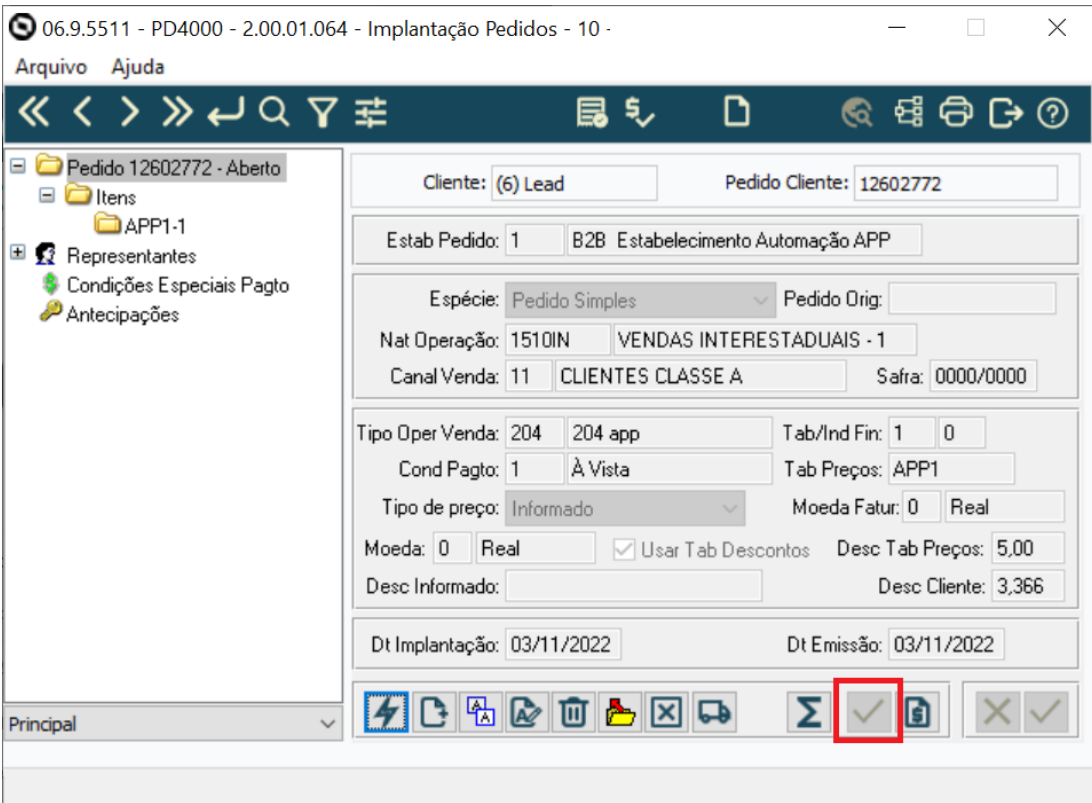 06.9.5511 - PD4000 - 2.00.01.064 - Implantação Pedidos - 10 -
Arquivo Ajuda
Pedido 12602772 - Aberto
Itens
APP1-1
Representantes
Condições Especiais Pagto
Antecipações
Principal
Cliente: (6) Lead Pedido Cliente: 12602772
Estab Pedido: 1 B2B Estabelecimento Automação APP
Espécie: Pedido Simples Pedido Orig:
Nat Operação: 1510IN VENDAS INTERESTADUAIS - 1
Canal Venda: 11 CLIENTES CLASSE A Safra: 0000/0000
Tipo Oper Venda: 204 204 app Tab/Ind Fin: 1 0
Cond Pagto: 1 À Vista Tab Preços: APP1
Tipo de preço: Informado Moeda Fatur: 0 Real
Moeda: 0 Real Usar Tab Descontos Desc Tab Preços: 5,00
Desc Informado: Desc Cliente: 3,366
Dt Implantação: 03/11/2022 Dt Emissão: 03/11/2022